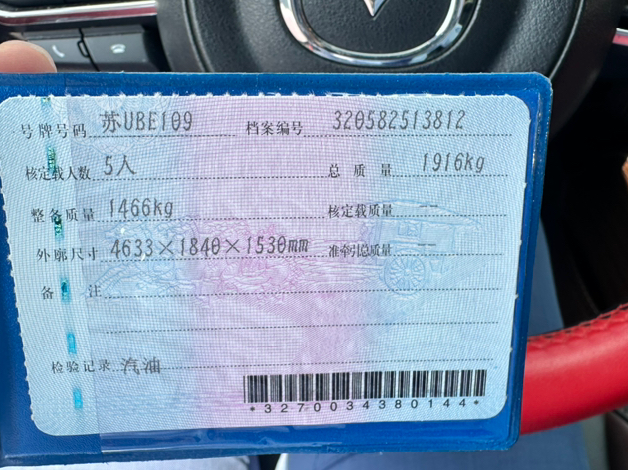 号牌号码 苏UBE109 档案编号 320582513812
核定载人数 5人 总 质 量 1916kg
整备质量 1466kg 核定载质量 --
外廓尺寸 4633×1840×1530mm 准牵引总质量 --
备 注
检验记录 汽油
*3270034380144*